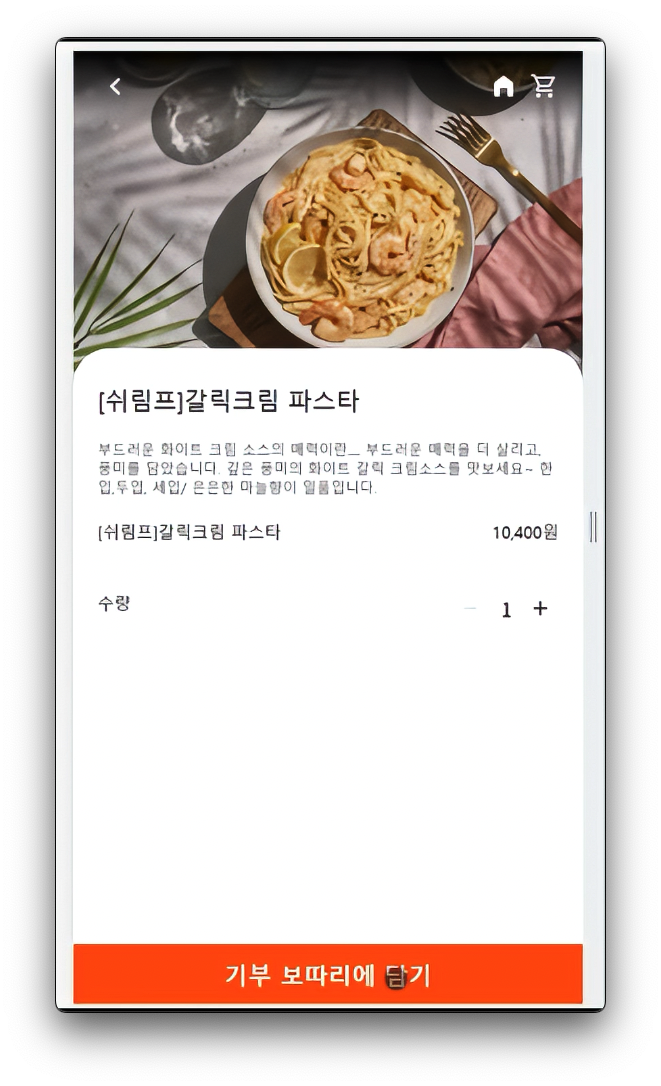 [쉬림프]갈릭크림 파스타
부드러운 화이트 크림 소스의 매력이란__ 부드러운 매력을 더 살리고,
풍미를 담았습니다. 깊은 풍미의 화이트 갈릭 크림소스를 맛보세요~ 한
입,두입, 세입/ 은은한 마늘향이 일품입니다.
[쉬림프]갈릭크림 파스타 10,400원
수량 1 +
기부 보따리에 담기